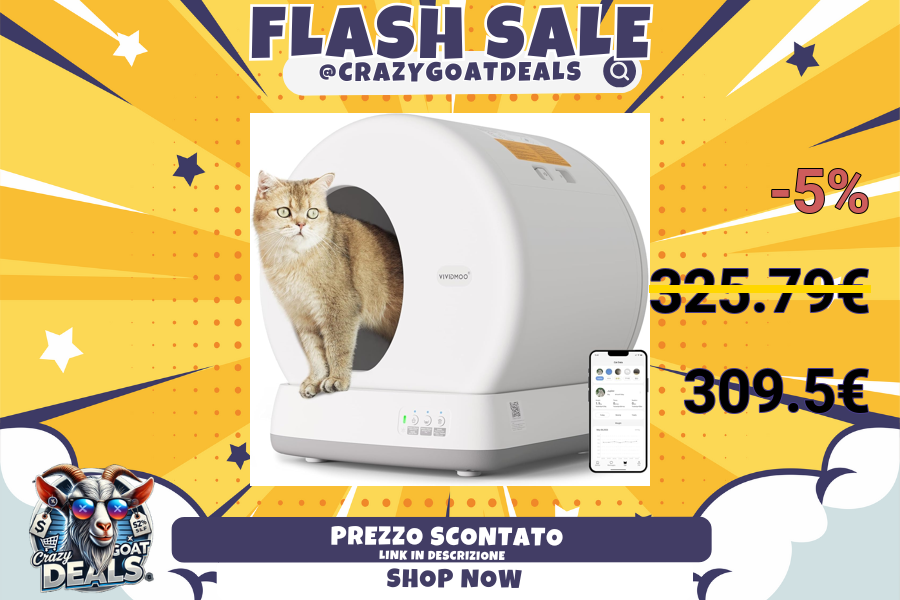 FLASH SALE
@CRAZYGOATDEALS
-5%
VIVIDMOO
325.79€
309.5€
$
52%
Crazy
GOAT
DEALS
PREZZO SCONTATO
LINK IN DESCRIZIONE
SHOP NOW